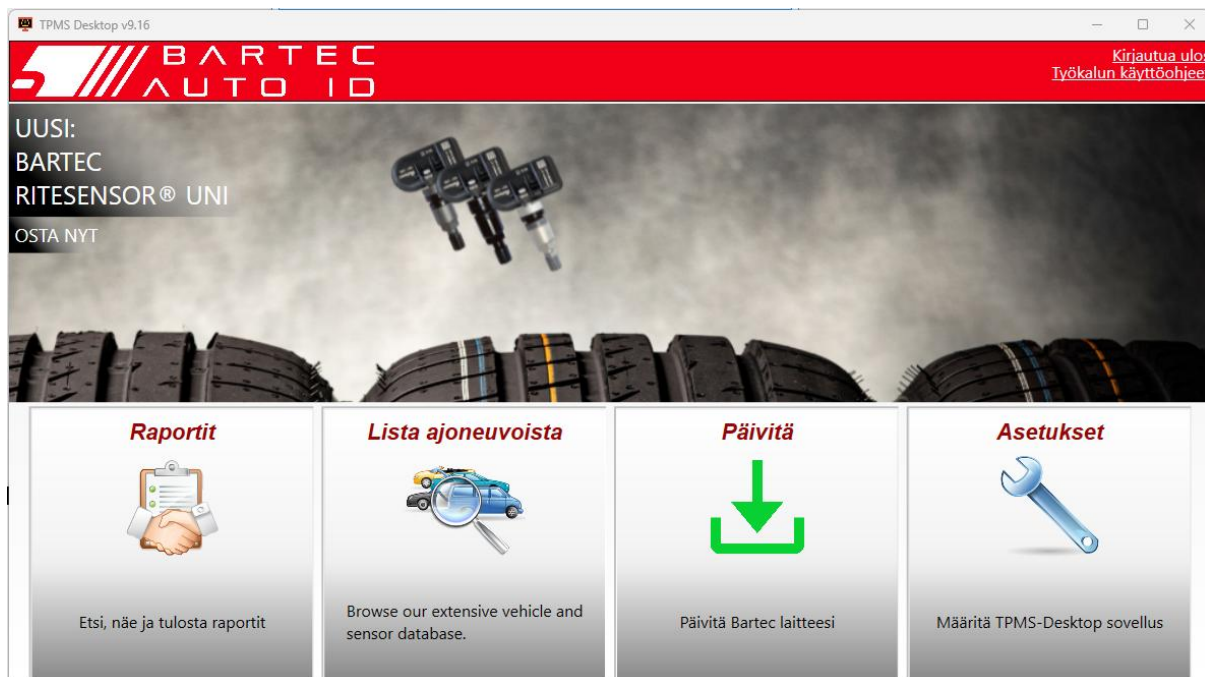 TPMS Desktop v9.16
BARTEC
AUTO ID
Kirjautua ulos
Työkalun käyttöohjee
UUSI:
BARTEC
RITESENSOR® UNI
OSTA NYT
Raportit
Lista ajoneuvoista
Päivitä
Asetukset
Etsi, näe ja tulosta raportit
Browse our extensive vehicle and
sensor database.
Päivitä Bartec laitteesi
Määritä TPMS-Desktop sovellus